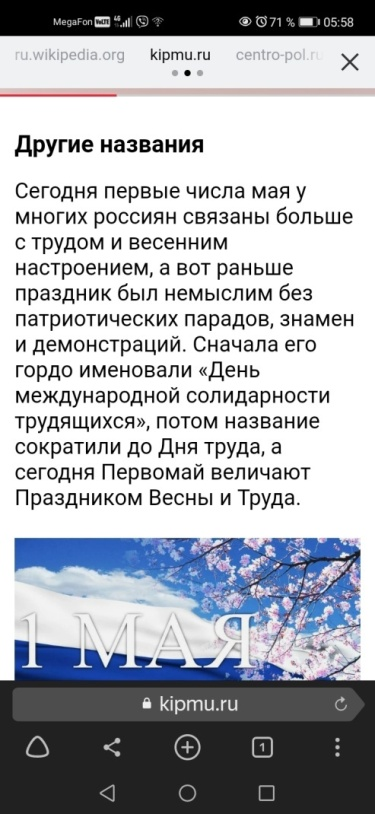 MegaFon VoLTE 4G 71 % 05:58
ru.wikipedia.org kipmu.ru centro-pol.ru
Другие названия
Сегодня первые числа мая у
многих россиян связаны больше
с трудом и весенним
настроением, а вот раньше
праздник был немыслим без
патриотических парадов, знамен
и демонстраций. Сначала его
гордо именовали «День
международной солидарности
трудящихся», потом название
сократили до Дня труда, а
сегодня Первомай величают
Праздником Весны и Труда.
1 МАЯ
kipmu.ru
1